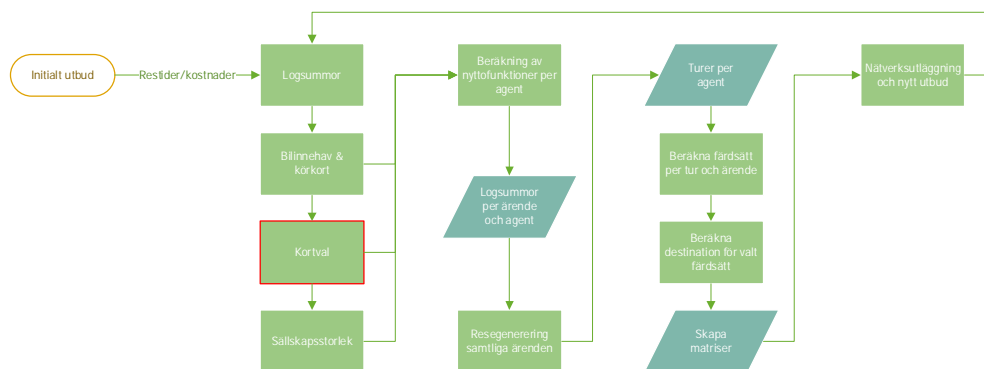 Initialt utbud
Restider/kostnader
Logsummor
Bilinnehav &
körkort
Kortval
Sällskapsstorlek
Beräkning av
nyttofunktioner per
agent
Logsummor
per ärende
och agent
Resegenerering
samtliga ärenden
Turer per
agent
Beräkna färdsätt
per tur och ärende
Beräkna
destination för valt
färdsätt
Skapa
matriser
Nätverksutläggning
och nytt utbud